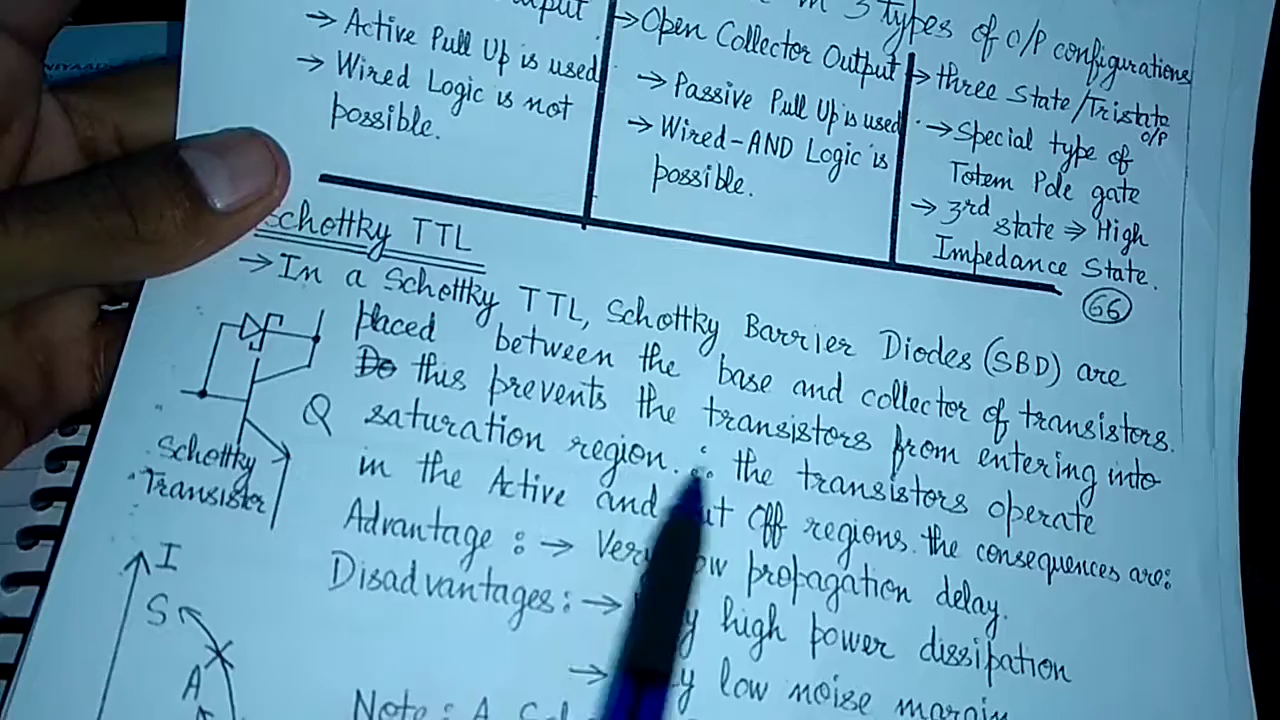 in 3 types of O/P configurations
→ Active Pull Up is used
→ Wired Logic is not
possible.
→ Open Collector Output
→ Passive Pull Up is used
→ Wired-AND Logic is
possible.
→ three State/Tristate
O/P
→ Special type of
Totem Pole gate
→ 3rd state ⇒ High
Impedance State.
66
Schottky TTL
→ In a Schottky TTL, Schottky Barrier Diodes (SBD) are
placed between the base and collector of transistors.
this prevents the transistors from entering into
saturation region. ∴ the transistors operate
in the Active and Cut Off regions. the consequences are:
Advantage : → Very low propagation delay.
Disadvantages : → Very high power dissipation
→ Very low noise margin
Note : A
Q
Schottky
Transistor
I
S
A